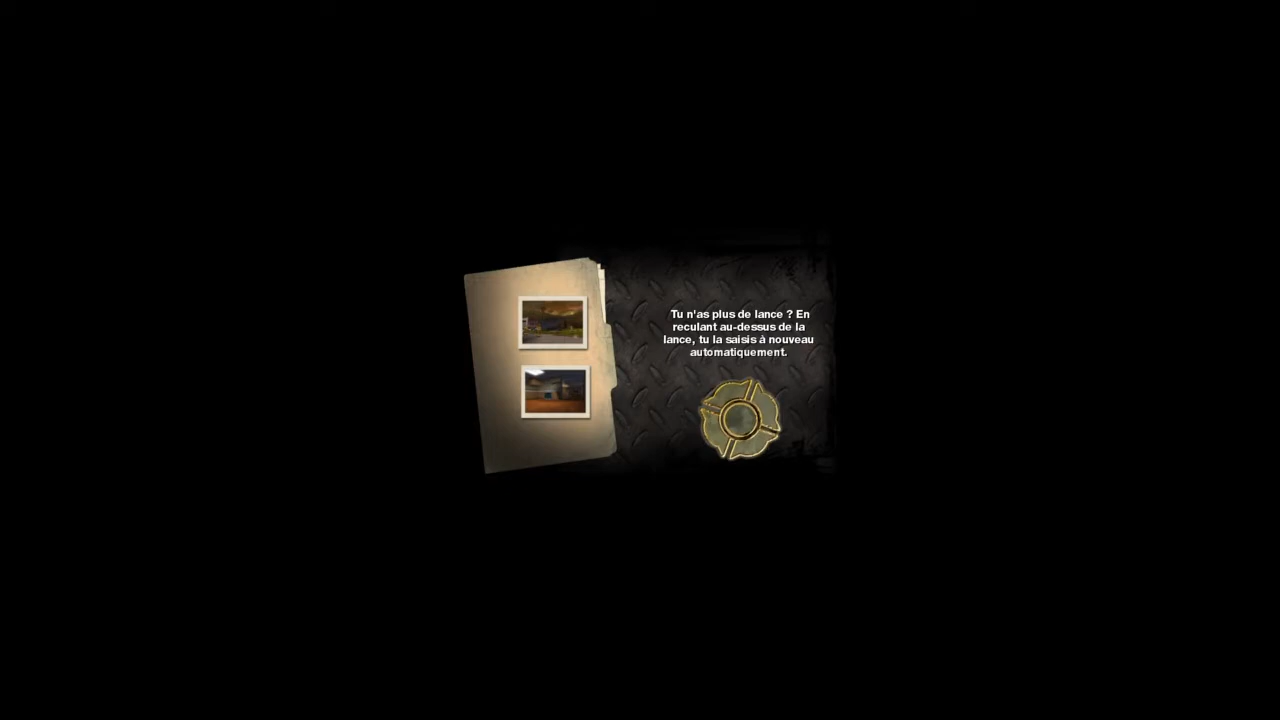 Tu n'as plus de lance ? En
reculant au-dessus de la
lance, tu la saisis à nouveau
automatiquement.